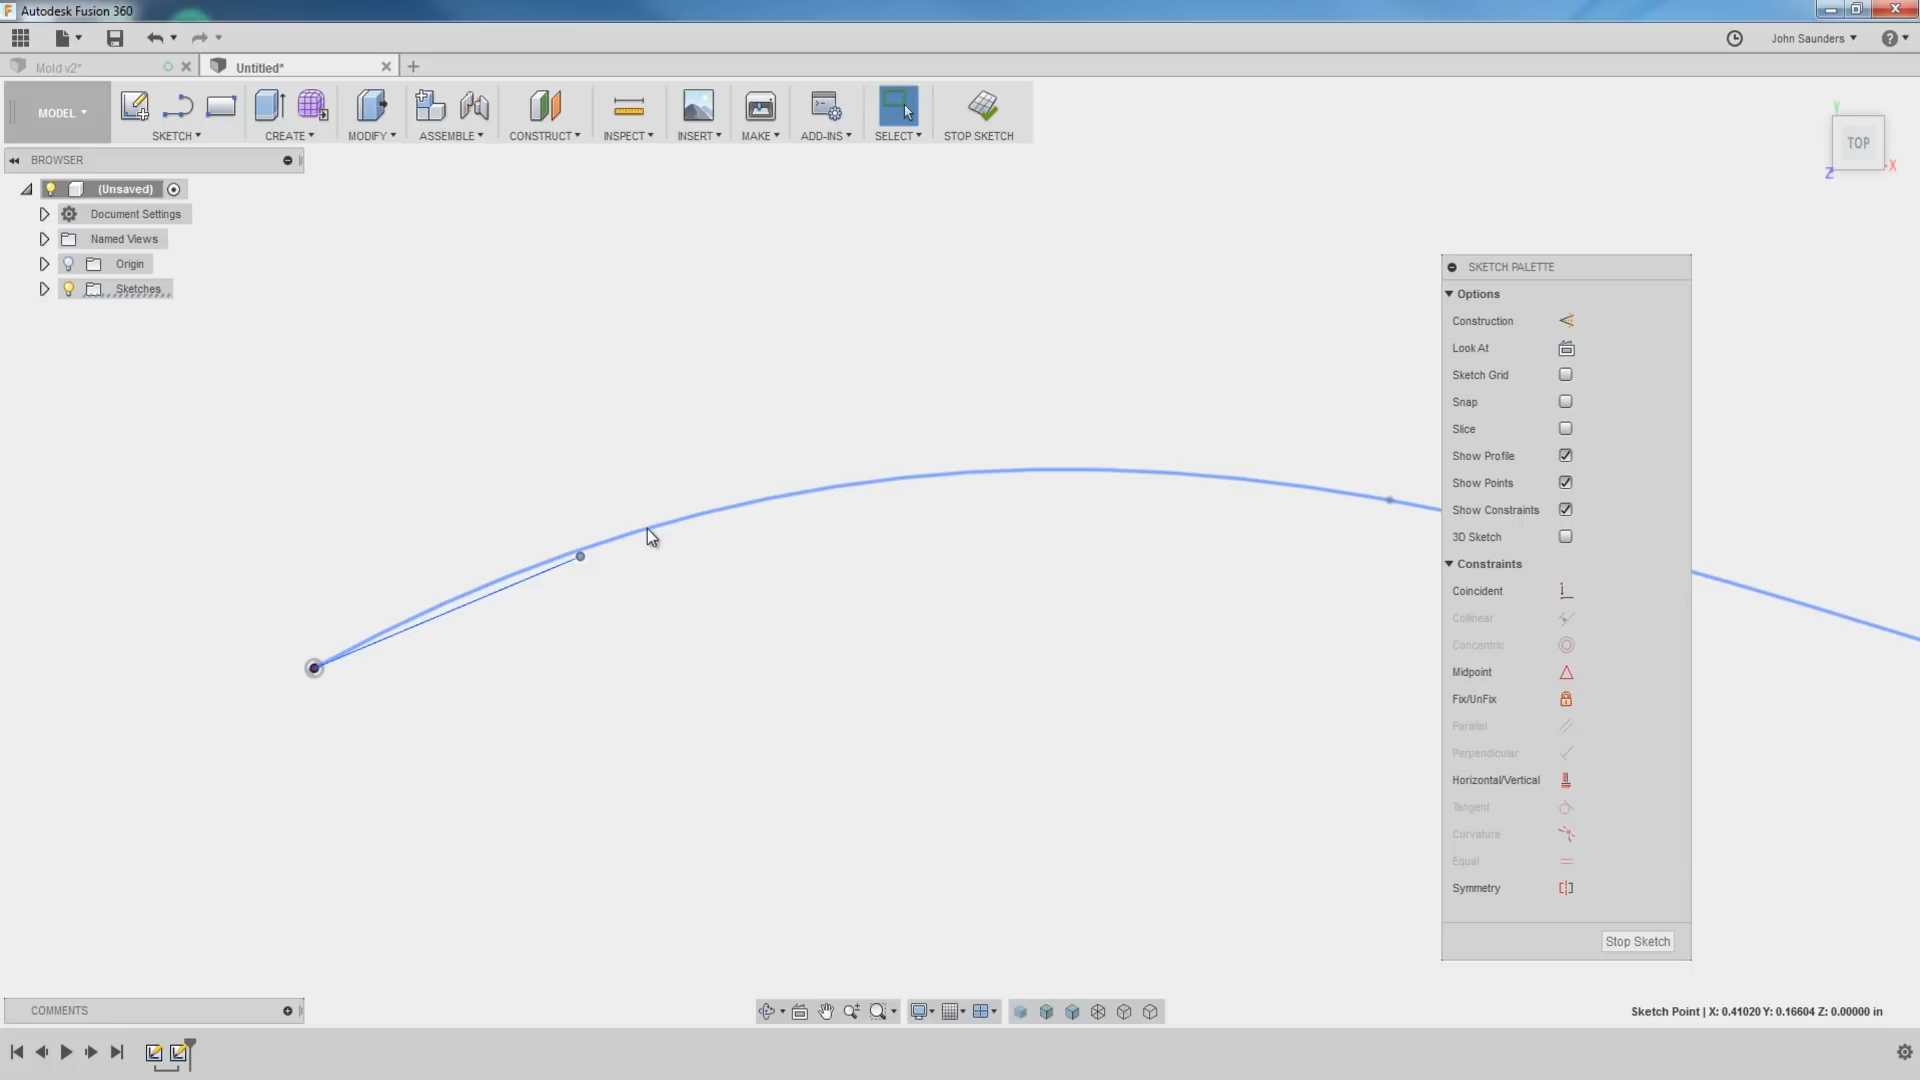 Autodesk Fusion 360
John Saunders
Mold v2*
Untitled*
MODEL
SKETCH
CREATE
MODIFY
ASSEMBLE
CONSTRUCT
INSPECT
INSERT
MAKE
ADD-INS
SELECT
STOP SKETCH
BROWSER
(Unsaved)
Document Settings
Named Views
Origin
Sketches
Y
TOP
X
Z
SKETCH PALETTE
Options
Construction
Look At
Sketch Grid
Snap
Slice
Show Profile
Show Points
Show Constraints
3D Sketch
Constraints
Coincident
Collinear
Concentric
Midpoint
Fix/UnFix
Parallel
Perpendicular
Horizontal/Vertical
Tangent
Curvature
Equal
Symmetry
Stop Sketch
COMMENTS
Sketch Point | X: 0.41020 Y: 0.16604 Z: 0.00000 in